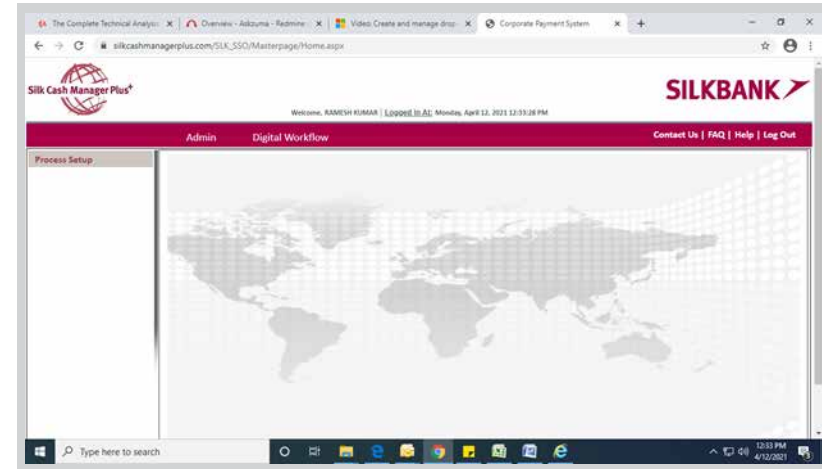 The Complete Technical Analysis
Overview - Askzuma - Redmine
Video: Create and manage drop
Corporate Payment System
silkcashmanagerplus.com/SLK_SSO/Masterpage/Home.aspx
Silk Cash Manager Plus+
SILKBANK
Welcome, RAMESH KUMAR | Logged In At: Monday, April 12, 2021 12:33:28 PM
Admin Digital Workflow Contact Us | FAQ | Help | Log Out
Process Setup
Type here to search
12:33 PM
4/12/2021